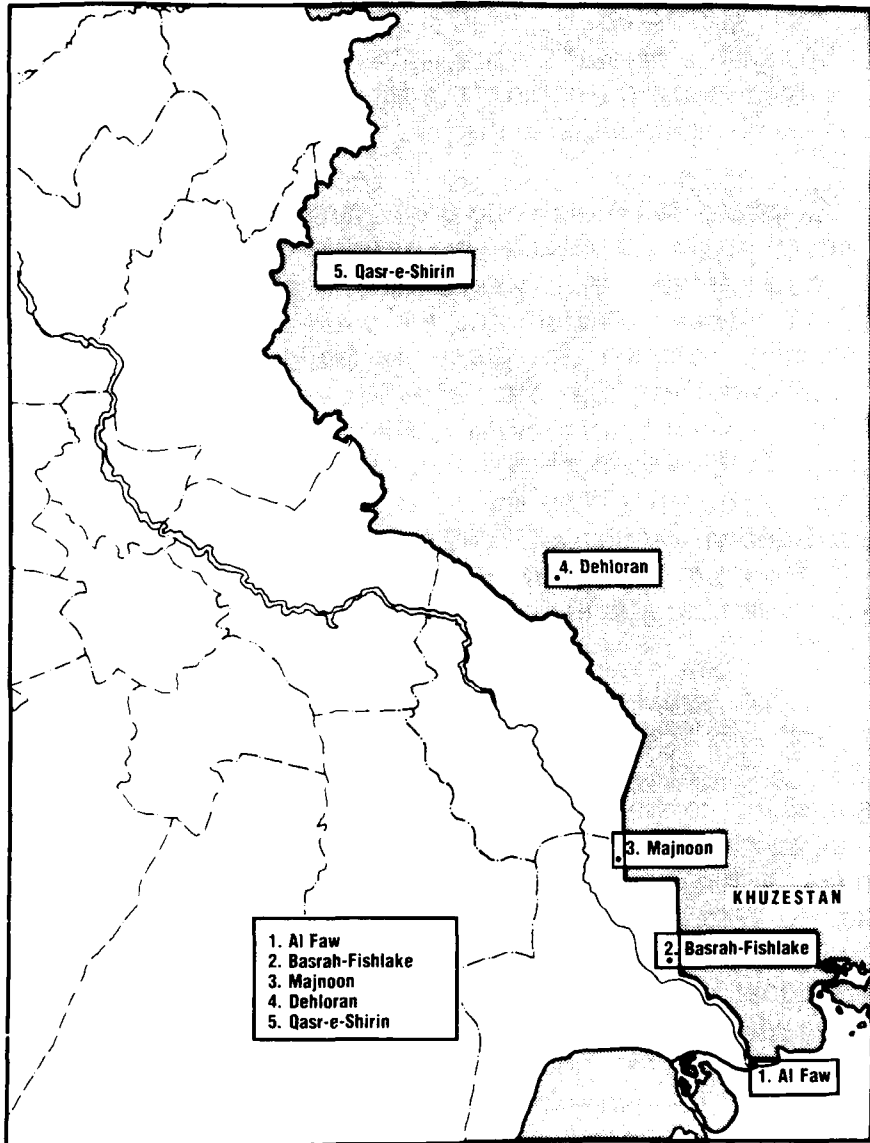 5. Qasr-e-Shirin
4. Dehloran
3. Majnoon
KHUZESTAN
1. Al Faw
2. Basrah-Fishlake
3. Majnoon
4. Dehloran
5. Qasr-e-Shirin
2. Basrah-Fishlake
1. Al Faw